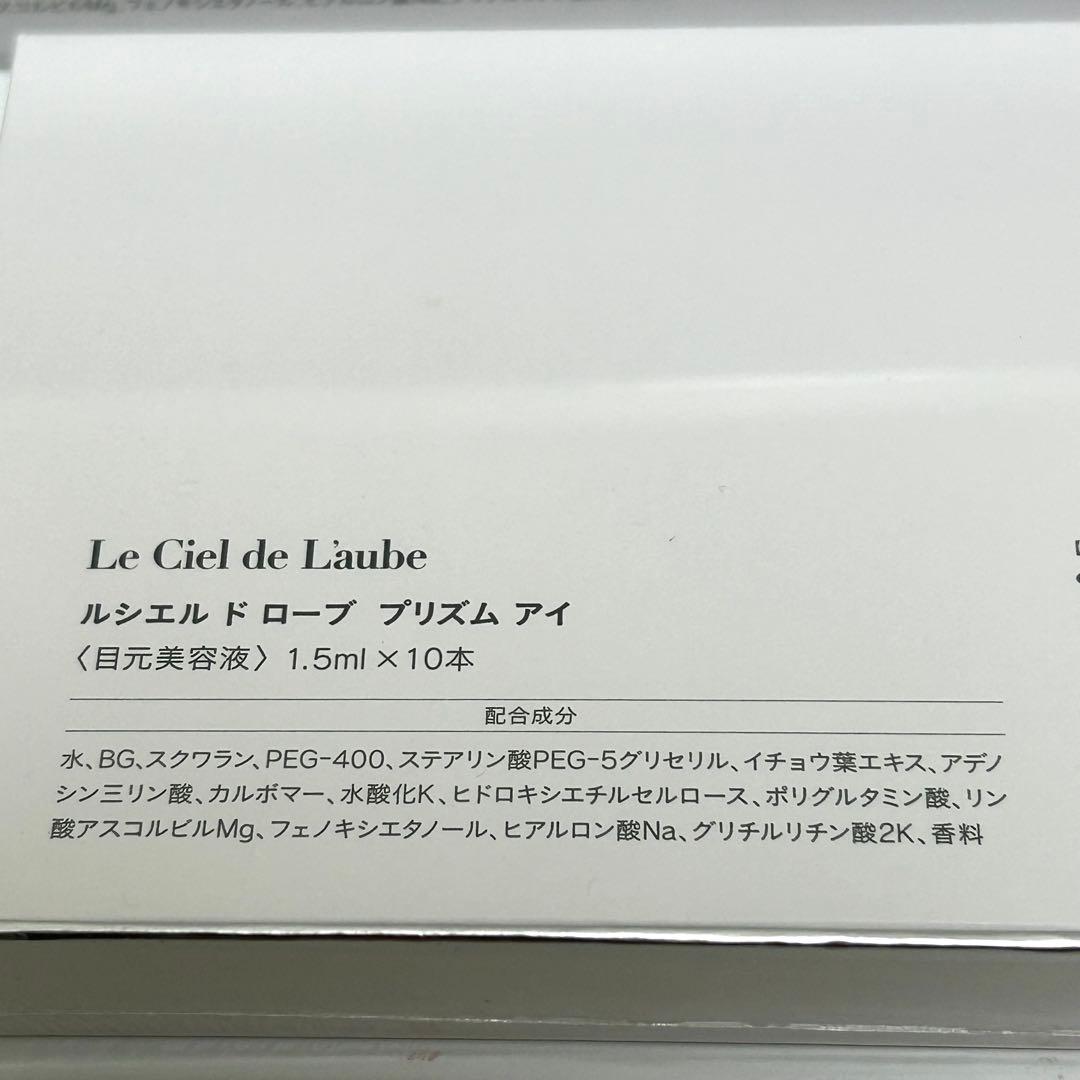 Le Ciel de L'aube
ルシエル ド ローブ プリズム アイ
〈目元美容液〉 1.5ml×10本
配合成分
水、BG、スクワラン、PEG-400、ステアリン酸PEG-5グリセリル、イチョウ葉エキス、アデノ
シン三リン酸、カルボマー、水酸化K、ヒドロキシエチルセルロース、ポリグルタミン酸、リン
酸アスコルビルMg、フェノキシエタノール、ヒアルロン酸Na、グリチルリチン酸2K、香料